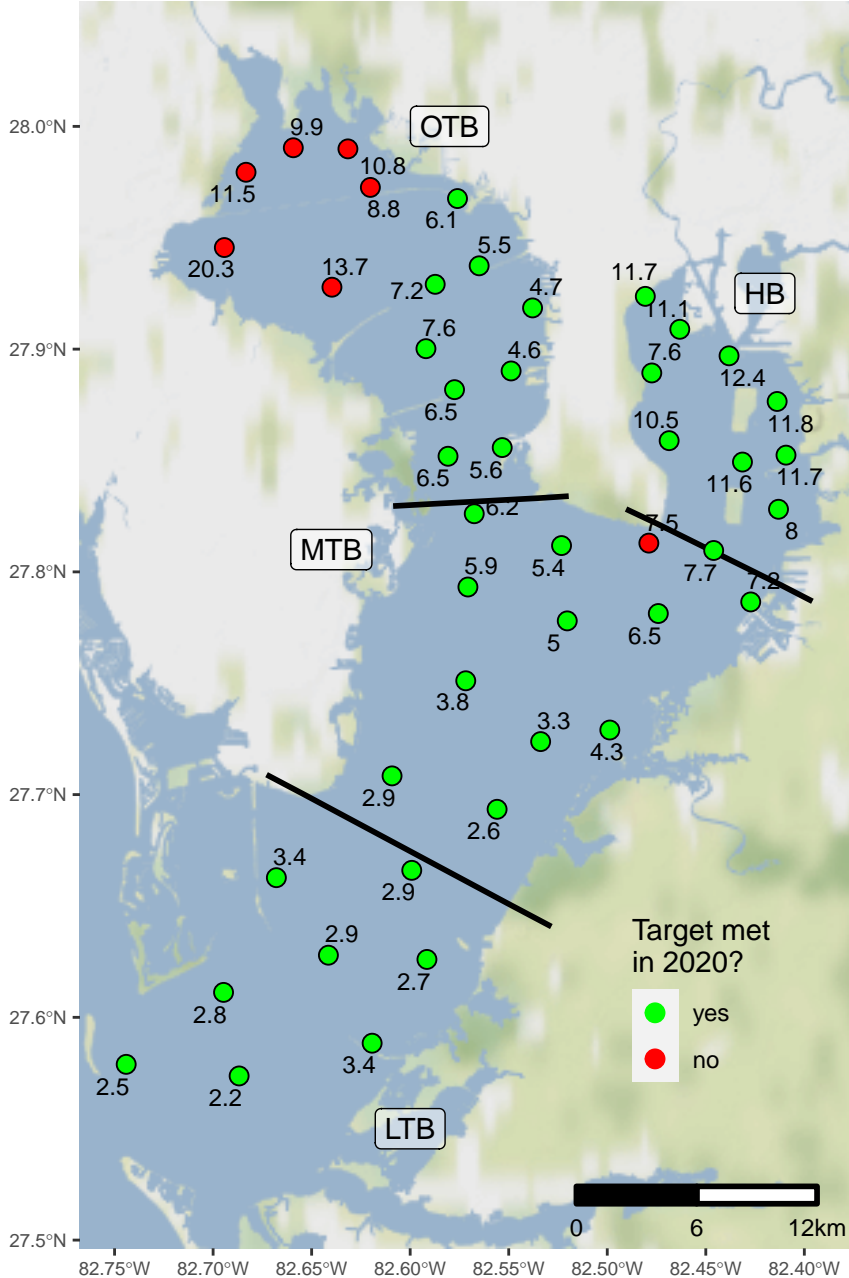 28.0°N
27.9°N
27.8°N
27.7°N
27.6°N
27.5°N
OTB
9.9
10.8
11.5
8.8
6.1
20.3
13.7
5.5
7.2
4.7
7.6
4.6
6.5
6.5
5.6
HB
11.7
11.1
7.6
12.4
11.8
10.5
11.6
11.7
8
MTB
6.2
7.5
5.4
7.7
7.2
5.9
5
6.5
3.8
3.3
4.3
2.9
2.6
3.4
2.9
2.9
2.7
2.8
3.4
2.5
2.2
LTB
Target met
in 2020?
yes
no
0 6 12km
82.75°W 82.70°W 82.65°W 82.60°W 82.55°W 82.50°W 82.45°W 82.40°W